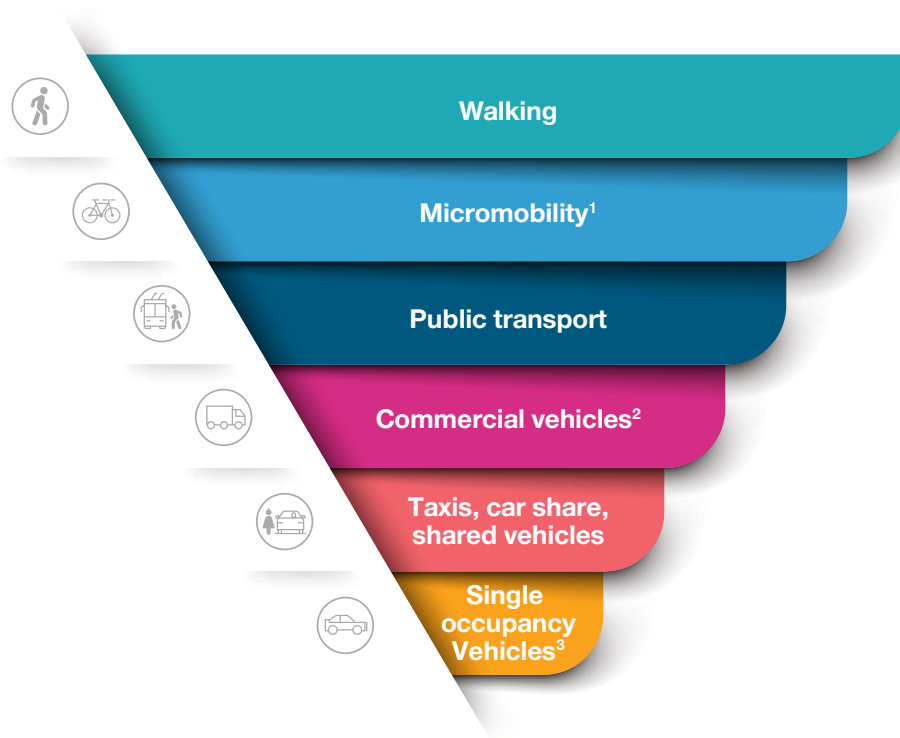 Walking
Micromobility¹
Public transport
Commercial vehicles²
Taxis, car share,
shared vehicles
Single
occupancy
Vehicles³